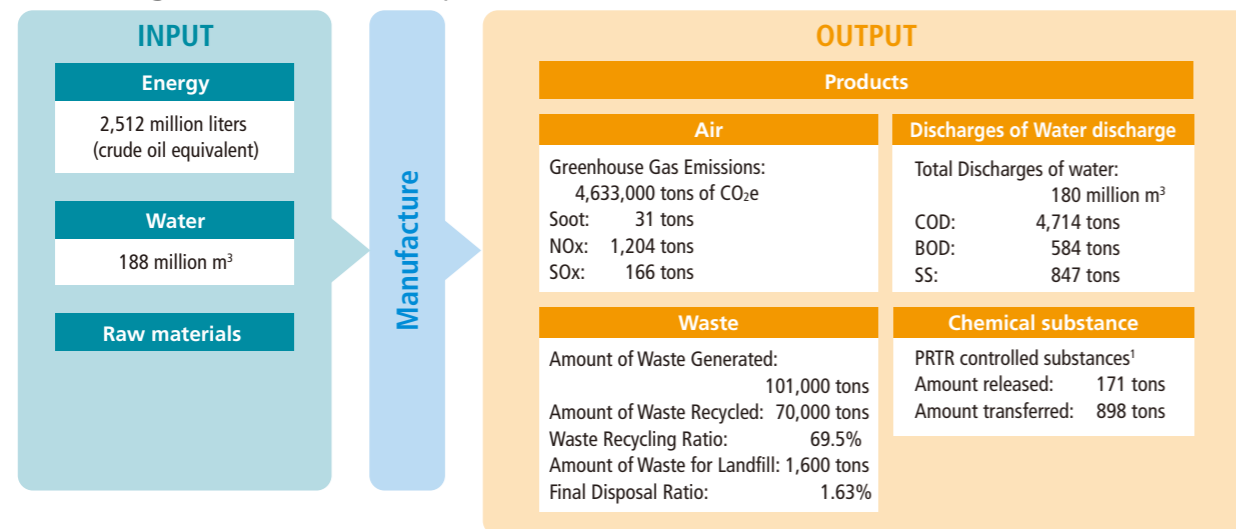 INPUT
Energy
2,512 million liters
(crude oil equivalent)
Water
188 million m³
Raw materials
Manufacture
OUTPUT
Products
Air
Greenhouse Gas Emissions:
4,633,000 tons of CO₂e
Soot: 31 tons
NOx: 1,204 tons
SOx: 166 tons
Discharges of Water discharge
Total Discharges of water:
180 million m³
COD: 4,714 tons
BOD: 584 tons
SS: 847 tons
Waste
Amount of Waste Generated:
101,000 tons
Amount of Waste Recycled: 70,000 tons
Waste Recycling Ratio: 69.5%
Amount of Waste for Landfill: 1,600 tons
Final Disposal Ratio: 1.63%
Chemical substance
PRTR controlled substances¹
Amount released: 171 tons
Amount transferred: 898 tons